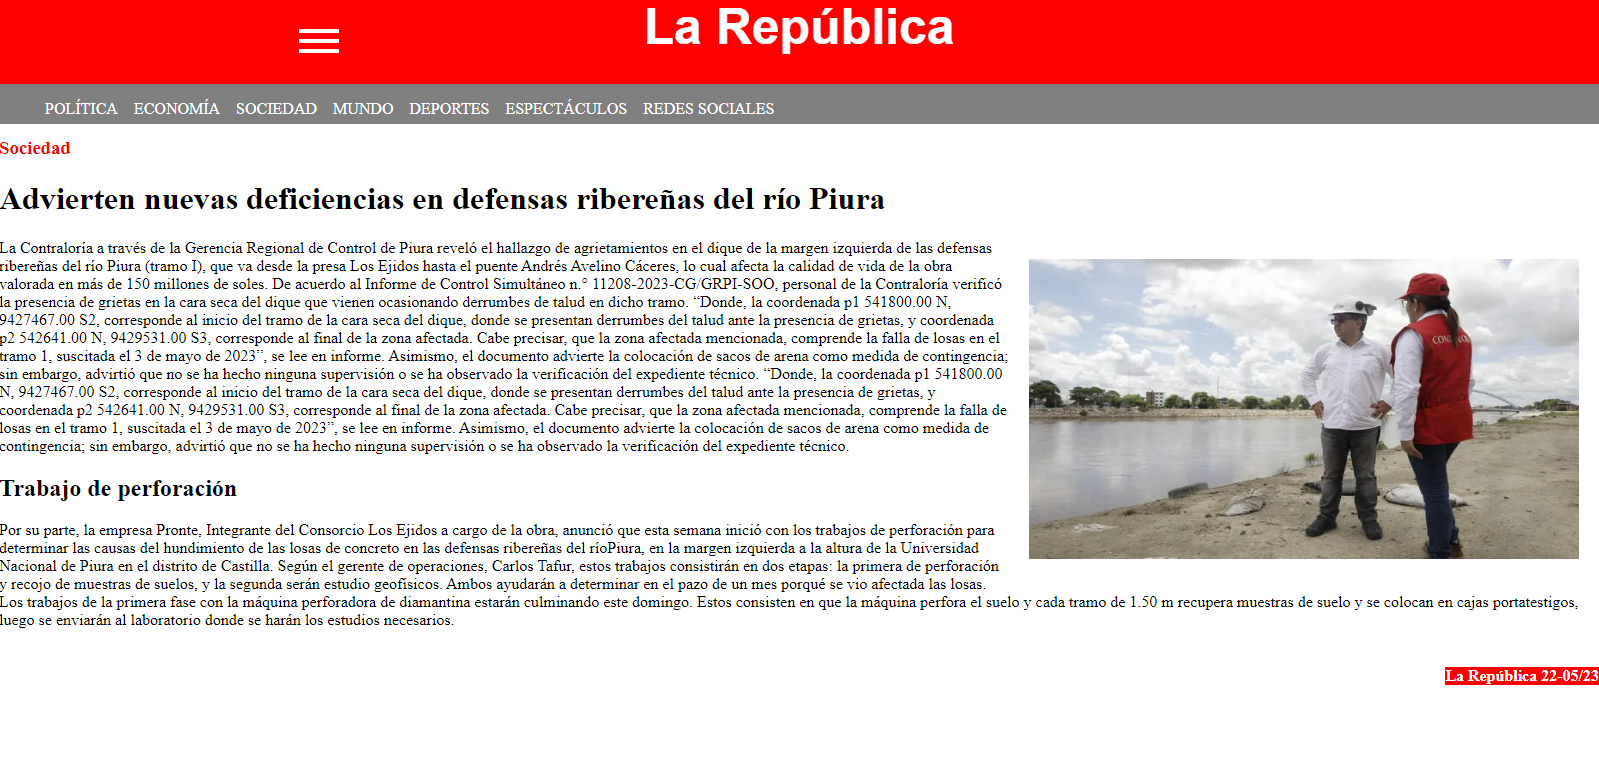 La República
POLÍTICA ECONOMÍA SOCIEDAD MUNDO DEPORTES ESPECTÁCULOS REDES SOCIALES
Sociedad
Advierten nuevas deficiencias en defensas ribereñas del río Piura
La Contraloría a través de la Gerencia Regional de Control de Piura reveló el hallazgo de agrietamientos en el dique de la margen izquierda de las defensas
ribereñas del río Piura (tramo I), que va desde la presa Los Ejidos hasta el puente Andrés Avelino Cáceres, lo cual afecta la calidad de vida de la obra
valorada en más de 150 millones de soles. De acuerdo al Informe de Control Simultáneo n.° 11208-2023-CG/GRPI-SOO, personal de la Contraloría verificó
la presencia de grietas en la cara seca del dique que vienen ocasionando derrumbes de talud en dicho tramo. “Donde, la coordenada p1 541800.00 N,
9427467.00 S2, corresponde al inicio del tramo de la cara seca del dique, donde se presentan derrumbes del talud ante la presencia de grietas, y coordenada
p2 542641.00 N, 9429531.00 S3, corresponde al final de la zona afectada. Cabe precisar, que la zona afectada mencionada, comprende la falla de losas en el
tramo 1, suscitada el 3 de mayo de 2023”, se lee en informe. Asimismo, el documento advierte la colocación de sacos de arena como medida de contingencia;
sin embargo, advirtió que no se ha hecho ninguna supervisión o se ha observado la verificación del expediente técnico. “Donde, la coordenada p1 541800.00
N, 9427467.00 S2, corresponde al inicio del tramo de la cara seca del dique, donde se presentan derrumbes del talud ante la presencia de grietas, y
coordenada p2 542641.00 N, 9429531.00 S3, corresponde al final de la zona afectada. Cabe precisar, que la zona afectada mencionada, comprende la falla de
losas en el tramo 1, suscitada el 3 de mayo de 2023”, se lee en informe. Asimismo, el documento advierte la colocación de sacos de arena como medida de
contingencia; sin embargo, advirtió que no se ha hecho ninguna supervisión o se ha observado la verificación del expediente técnico.
Trabajo de perforación
Por su parte, la empresa Pronte, Integrante del Consorcio Los Ejidos a cargo de la obra, anunció que esta semana inició con los trabajos de perforación para
determinar las causas del hundimiento de las losas de concreto en las defensas ribereñas del ríoPiura, en la margen izquierda a la altura de la Universidad
Nacional de Piura en el distrito de Castilla. Según el gerente de operaciones, Carlos Tafur, estos trabajos consistirán en dos etapas: la primera de perforación
y recojo de muestras de suelos, y la segunda serán estudio geofísicos. Ambos ayudarán a determinar en el pazo de un mes porqué se vio afectada las losas.
Los trabajos de la primera fase con la máquina perforadora de diamantina estarán culminando este domingo. Estos consisten en que la máquina perfora el suelo y cada tramo de 1.50 m recupera muestras de suelo y se colocan en cajas portatestigos,
luego se enviarán al laboratorio donde se harán los estudios necesarios.
La República 22-05/23